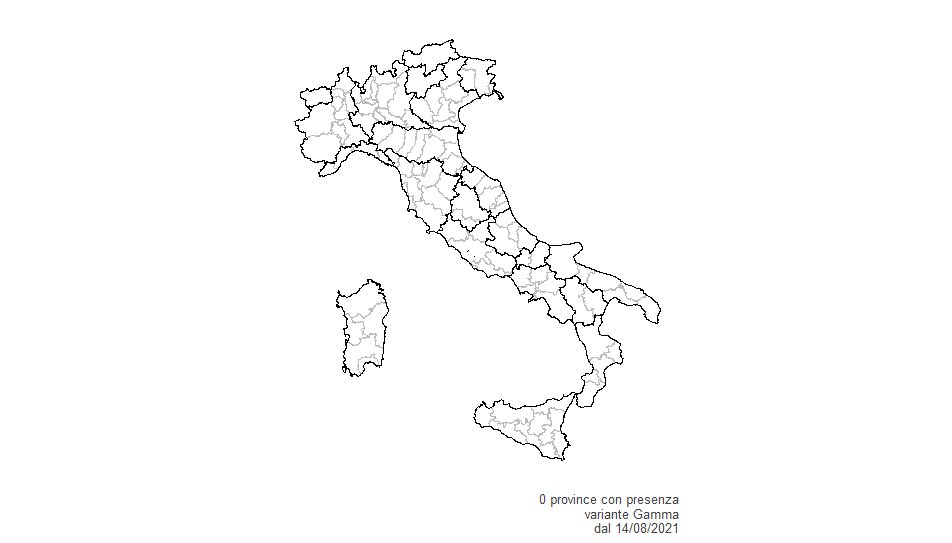 0 province con presenza
variante Gamma
dal 14/08/2021